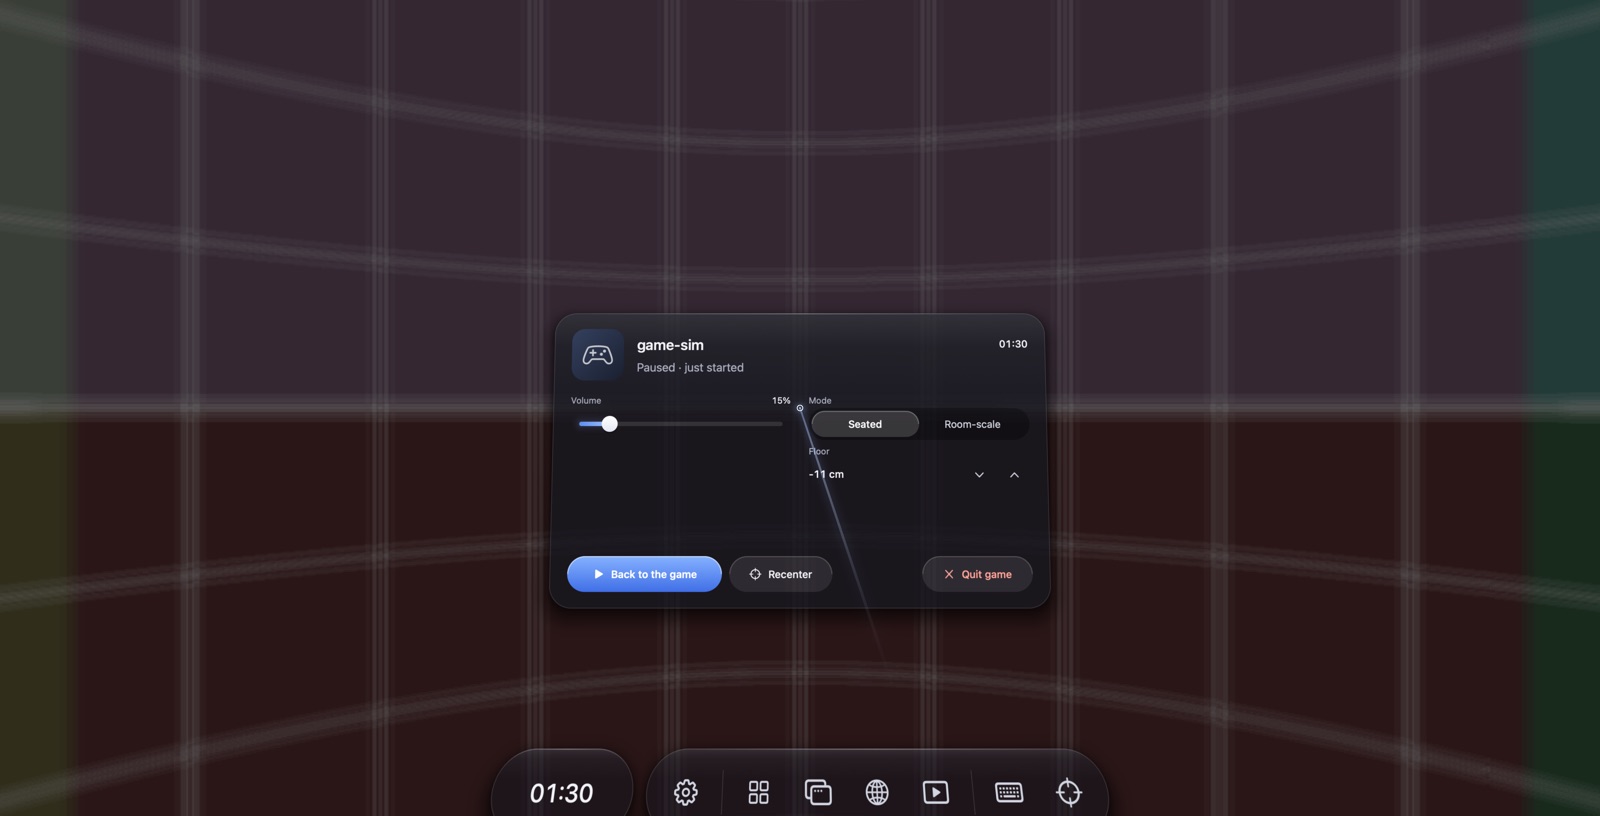 game-sim
01:30
Paused · just started
Volume
15%
Mode
Seated
Room-scale
Floor
-11 cm
Back to the game
Recenter
Quit game
01:30